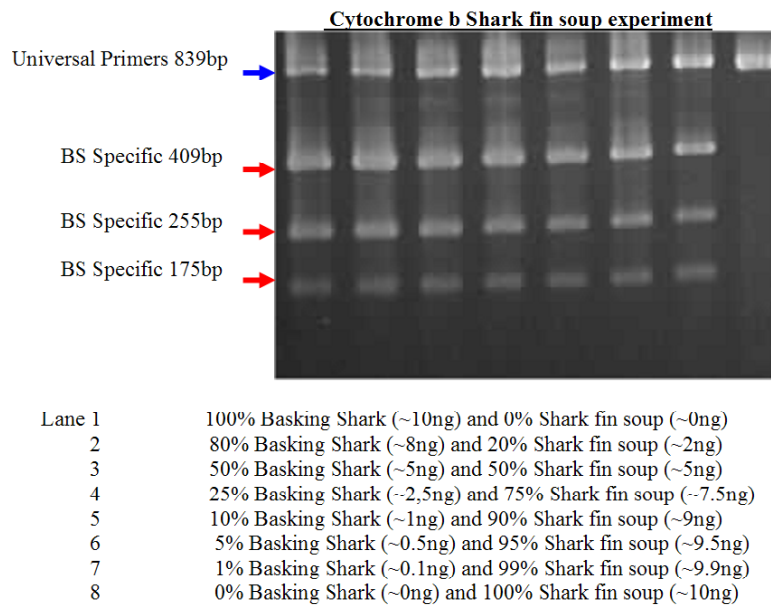 Cytochrome b Shark fin soup experiment
Universal Primers 839bp
BS Specific 409bp
BS Specific 255bp
BS Specific 175bp
Lane 1 100% Basking Shark (~10ng) and 0% Shark fin soup (~0ng)
2 80% Basking Shark (~8ng) and 20% Shark fin soup (~2ng)
3 50% Basking Shark (~5ng) and 50% Shark fin soup (~5ng)
4 25% Basking Shark (~2,5ng) and 75% Shark fin soup (~7.5ng)
5 10% Basking Shark (~1ng) and 90% Shark fin soup (~9ng)
6 5% Basking Shark (~0.5ng) and 95% Shark fin soup (~9.5ng)
7 1% Basking Shark (~0.1ng) and 99% Shark fin soup (~9.9ng)
8 0% Basking Shark (~0ng) and 100% Shark fin soup (~10ng)